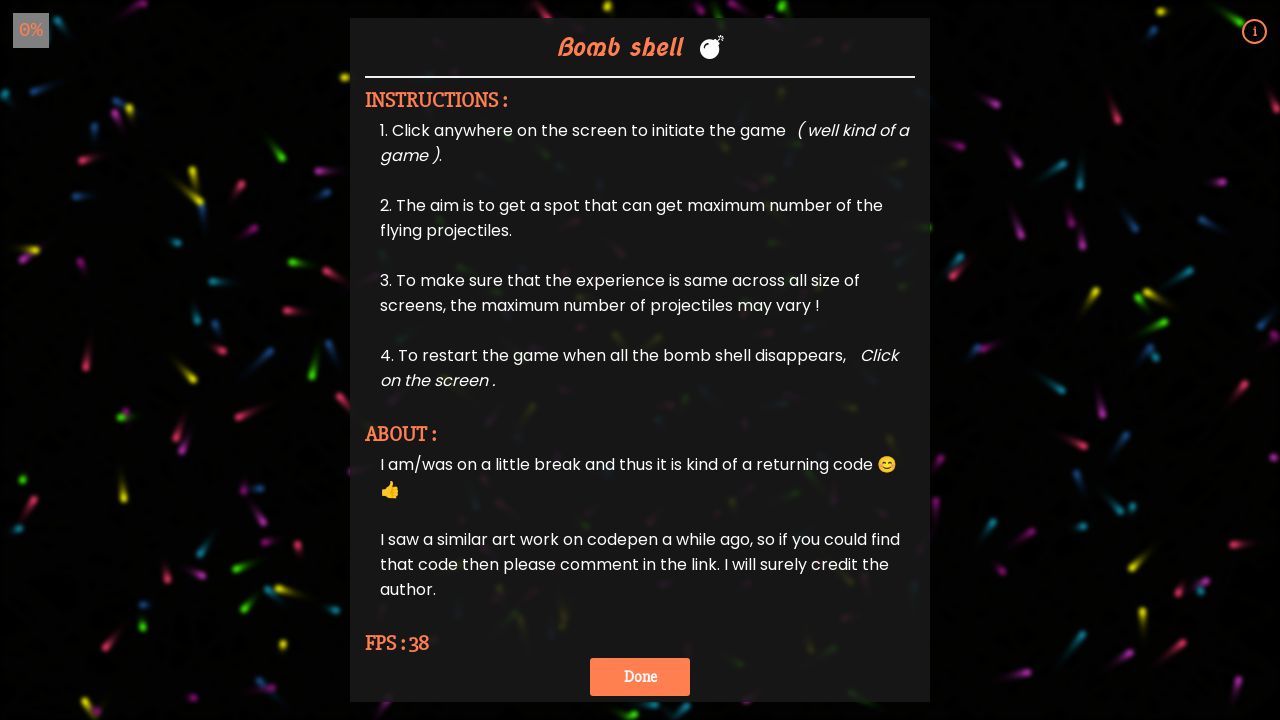 0%
i
Bomb shell 💣
INSTRUCTIONS :
1. Click anywhere on the screen to initiate the game ( well kind of a
game ).
2. The aim is to get a spot that can get maximum number of the
flying projectiles.
3. To make sure that the experience is same across all size of
screens, the maximum number of projectiles may vary !
4. To restart the game when all the bomb shell disappears, Click
on the screen .
ABOUT :
I am/was on a little break and thus it is kind of a returning code 😊
👍
I saw a similar art work on codepen a while ago, so if you could find
that code then please comment in the link. I will surely credit the
author.
FPS : 38
Done